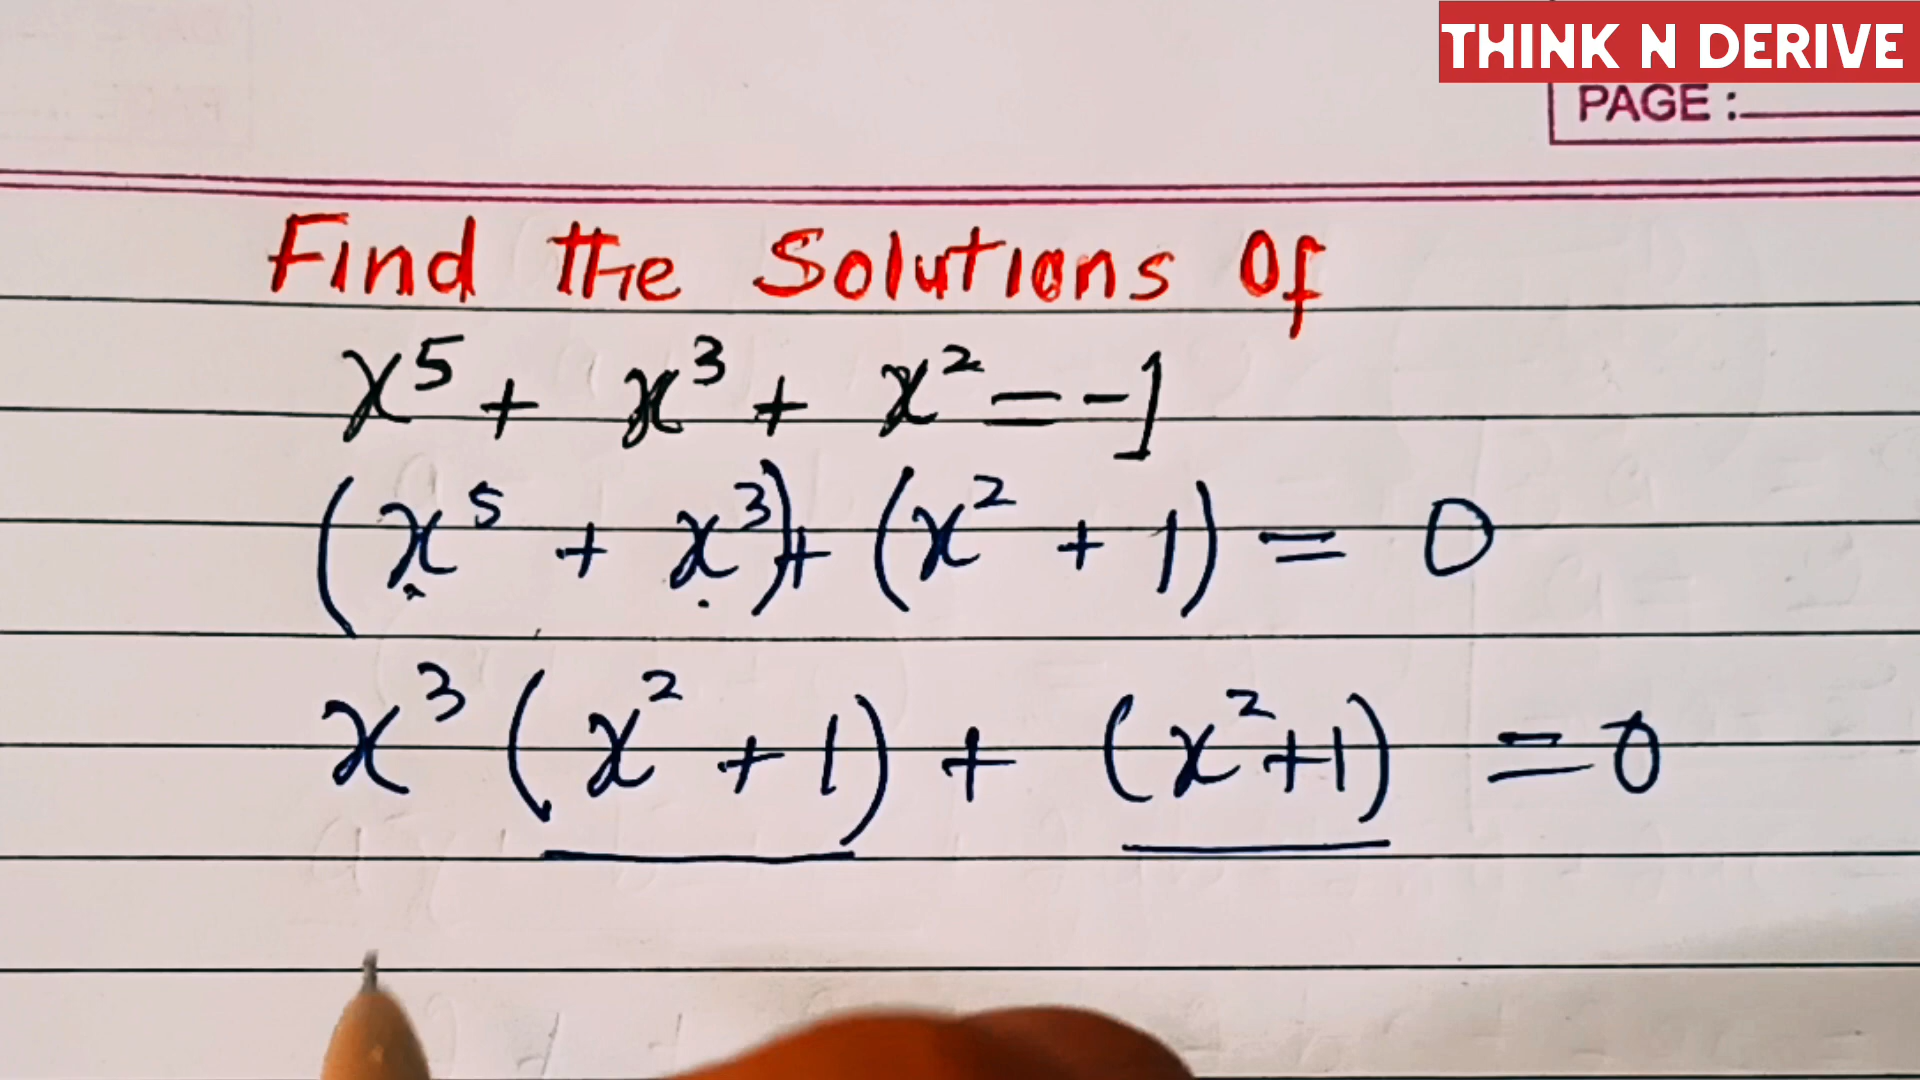 THINK N DERIVE
PAGE :
Find the Solutions Of
x⁵ + x³ + x² = -1
(x⁵ + x³) + (x² + 1) = 0
x³ (x² + 1) + (x² + 1) = 0